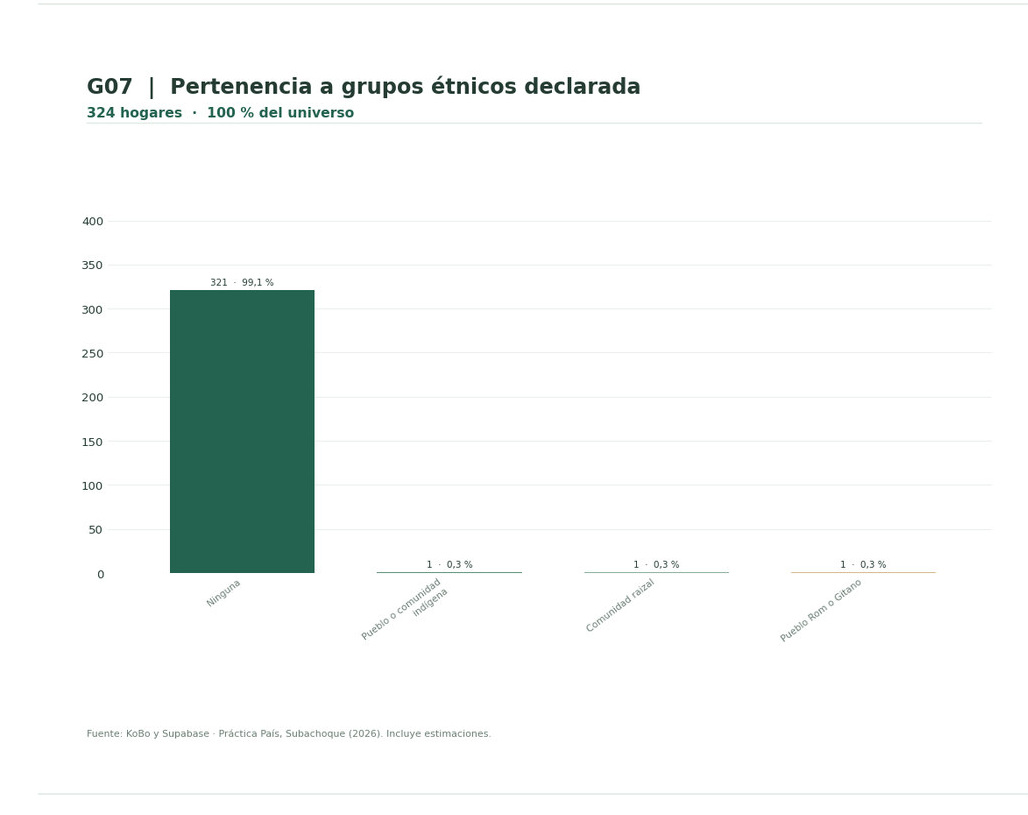 G07 | Pertenencia a grupos étnicos declarada
324 hogares · 100 % del universo
400
350
300
250
200
150
100
50
0
321 · 99,1 %
1 · 0,3 %
1 · 0,3 %
1 · 0,3 %
Ninguna
Pueblo o comunidad
indígena
Comunidad raizal
Pueblo Rom o Gitano
Fuente: KoBo y Supabase · Práctica País, Subachoque (2026). Incluye estimaciones.